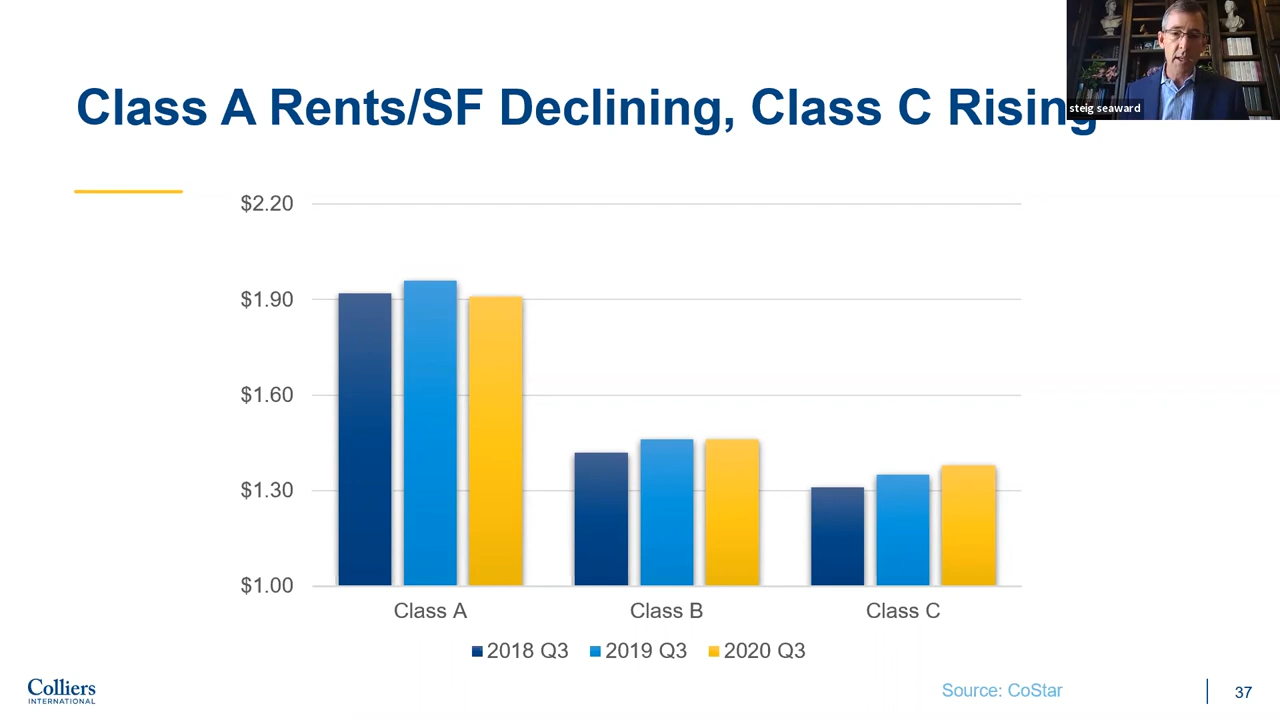 Class A Rents/SF Declining, Class C Rising
steig seaward
$2.20
$1.90
$1.60
$1.30
$1.00
Class A Class B Class C
2018 Q3 2019 Q3 2020 Q3
Colliers
INTERNATIONAL
Source: CoStar
37